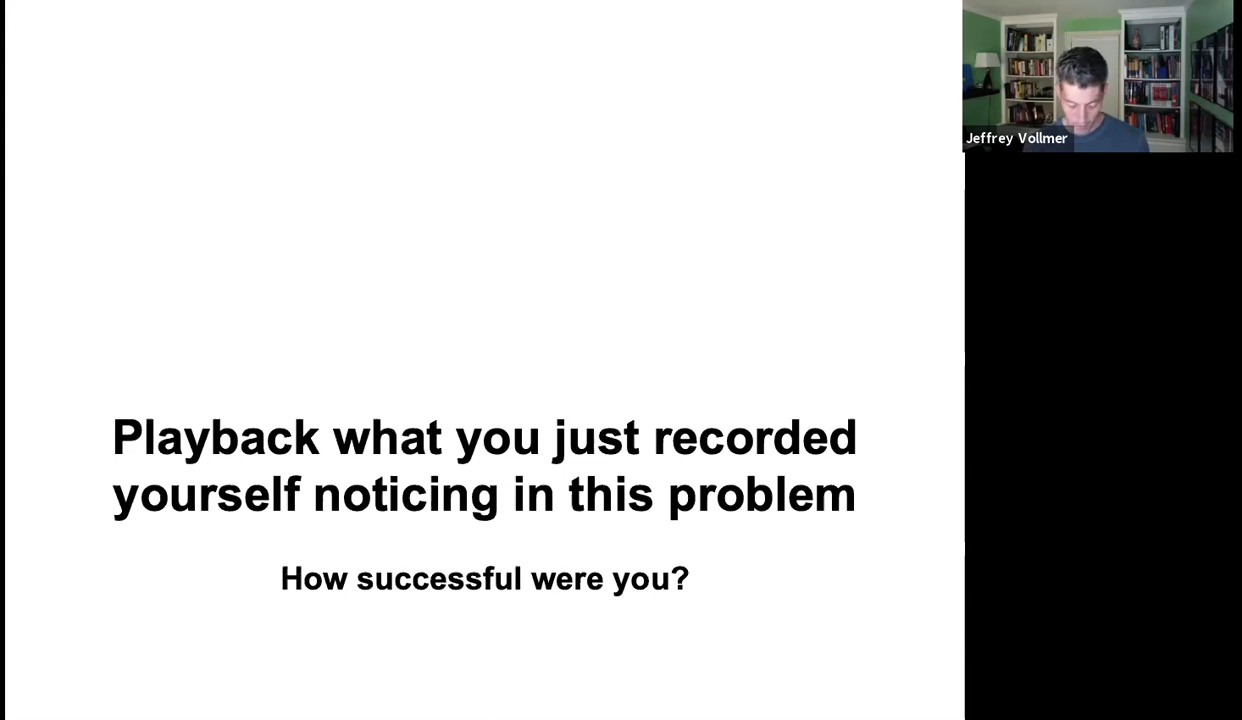 Jeffrey Vollmer
Playback what you just recorded
yourself noticing in this problem
How successful were you?